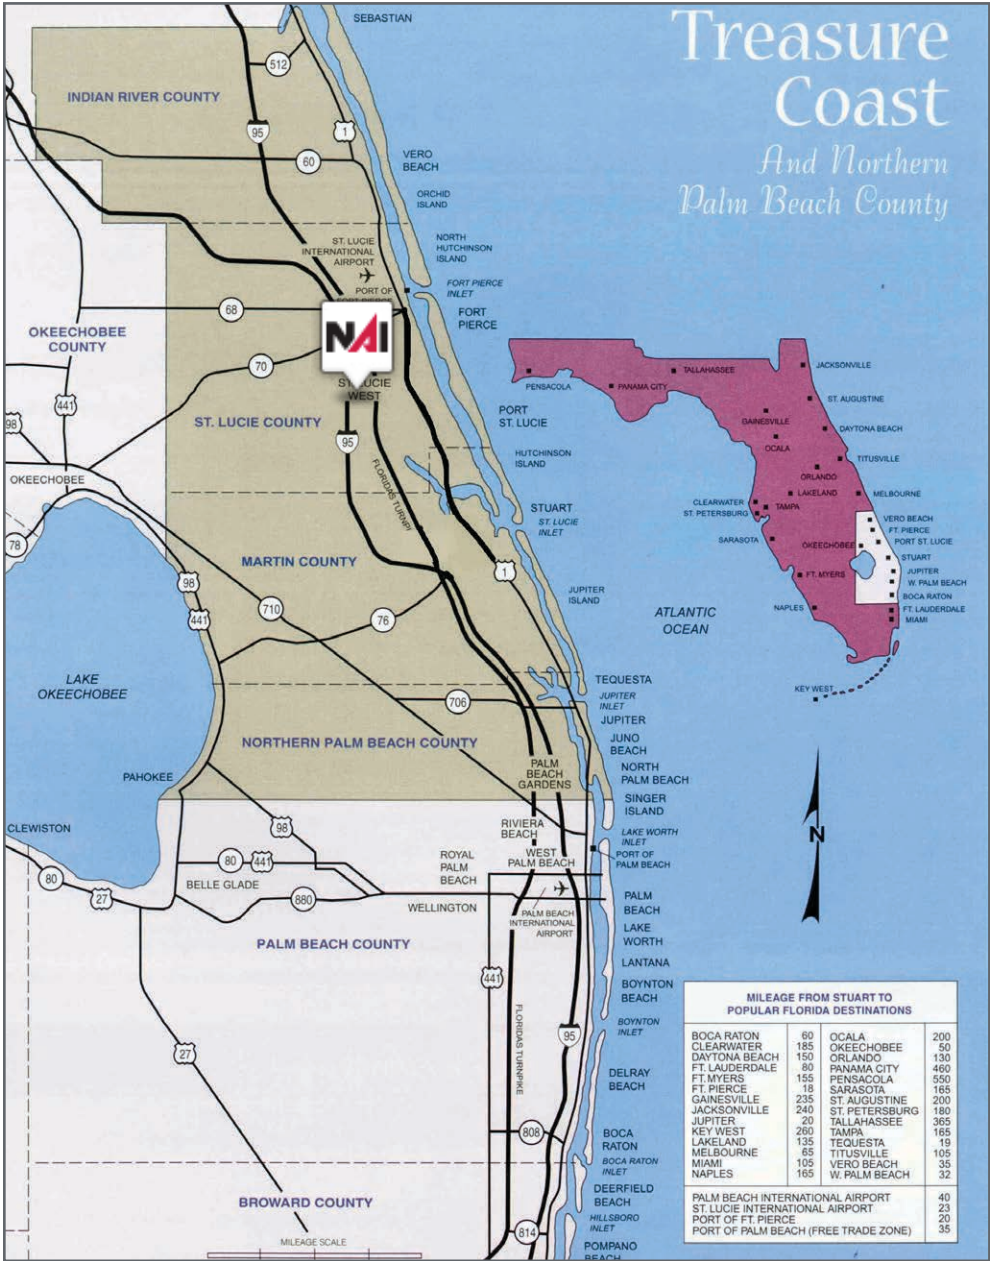 Treasure
Coast
And Northern
Palm Beach County
SEBASTIAN
512
INDIAN RIVER COUNTY
95
1
60
VERO
BEACH
ORCHID
ISLAND
ST. LUCIE
INTERNATIONAL
AIRPORT
NORTH
HUTCHINSON
ISLAND
PORT OF
FORT PIERCE
INLET
68
FORT
PIERCE
OKEECHOBEE
COUNTY
NAI
70
ST. LUCIE
WEST
441
98
ST. LUCIE COUNTY
PORT
ST. LUCIE
95
OKEECHOBEE
FLORIDAS TURNPI
HUTCHINSON
ISLAND
STUART
ST. LUCIE
INLET
78
MARTIN COUNTY
1
98
710
441
76
JUPITER
ISLAND
ATLANTIC
OCEAN
LAKE
OKEECHOBEE
TEQUESTA
706
JUPITER
INLET
JUPITER
NORTHERN PALM BEACH COUNTY
JUNO
BEACH
PALM
BEACH
GARDENS
NORTH
PALM BEACH
PAHOKEE
SINGER
ISLAND
CLEWISTON
98
RIVIERA
BEACH
LAKE WORTH
INLET
ROYAL
PALM
BEACH
WEST
PALM BEACH
PORT OF
PALM BEACH
80
441
80
BELLE GLADE
27
880
WELLINGTON
PALM BEACH
INTERNATIONAL
AIRPORT
PALM
BEACH
PALM BEACH COUNTY
LAKE
WORTH
LANTANA
441
BOYNTON
BEACH
FLORIDAS TURNPIKE
95
BOYNTON
INLET
27
DELRAY
BEACH
808
BOCA
RATON
BOCA RATON
INLET
BROWARD COUNTY
DEERFIELD
BEACH
814
HILLSBORO
INLET
MILEAGE SCALE
POMPANO
BEACH
PENSACOLA
PANAMA CITY
TALLAHASSEE
JACKSONVILLE
ST. AUGUSTINE
GAINESVILLE
DAYTONA BEACH
OCALA
TITUSVILLE
ORLANDO
LAKELAND
MELBOURNE
CLEARWATER
TAMPA
ST. PETERSBURG
VERO BEACH
FT. PIERCE
SARASOTA
OKEECHOBEE
PORT ST. LUCIE
STUART
FT. MYERS
JUPITER
W. PALM BEACH
BOCA RATON
NAPLES
FT. LAUDERDALE
MIAMI
KEY WEST
N
MILEAGE FROM STUART TO
POPULAR FLORIDA DESTINATIONS
BOCA RATON 60 OCALA 200
CLEARWATER 185 OKEECHOBEE 50
DAYTONA BEACH 150 ORLANDO 130
FT. LAUDERDALE 80 PANAMA CITY 460
FT.MYERS 155 PENSACOLA 550
FT. PIERCE 18 SARASOTA 165
GAINESVILLE 235 ST. AUGUSTINE 200
JACKSONVILLE 240 ST. PETERSBURG 180
JUPITER 20 TALLAHASSEE 365
KEY WEST 260 TAMPA 165
LAKELAND 135 TEQUESTA 19
MELBOURNE 65 TITUSVILLE 105
MIAMI 105 VERO BEACH 35
NAPLES 165 W. PALM BEACH 32
PALM BEACH INTERNATIONAL AIRPORT 40
ST. LUCIE INTERNATIONAL AIRPORT 23
PORT OF FT. PIERCE 20
PORT OF PALM BEACH (FREE TRADE ZONE) 35